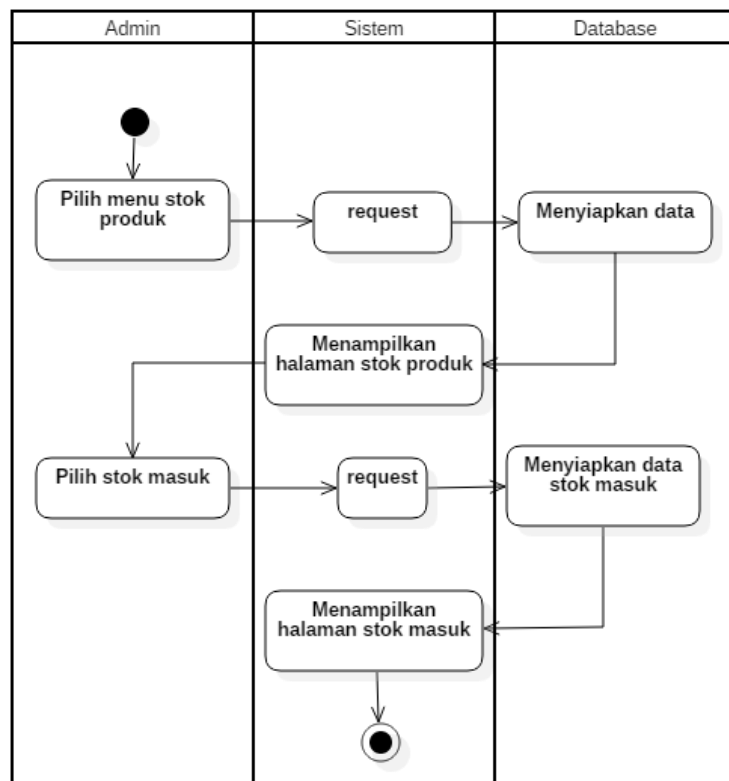 Admin
Sistem
Database
Pilih menu stok
produk
request
Menyiapkan data
Menampilkan
halaman stok produk
Pilih stok masuk
request
Menyiapkan data
stok masuk
Menampilkan
halaman stok masuk